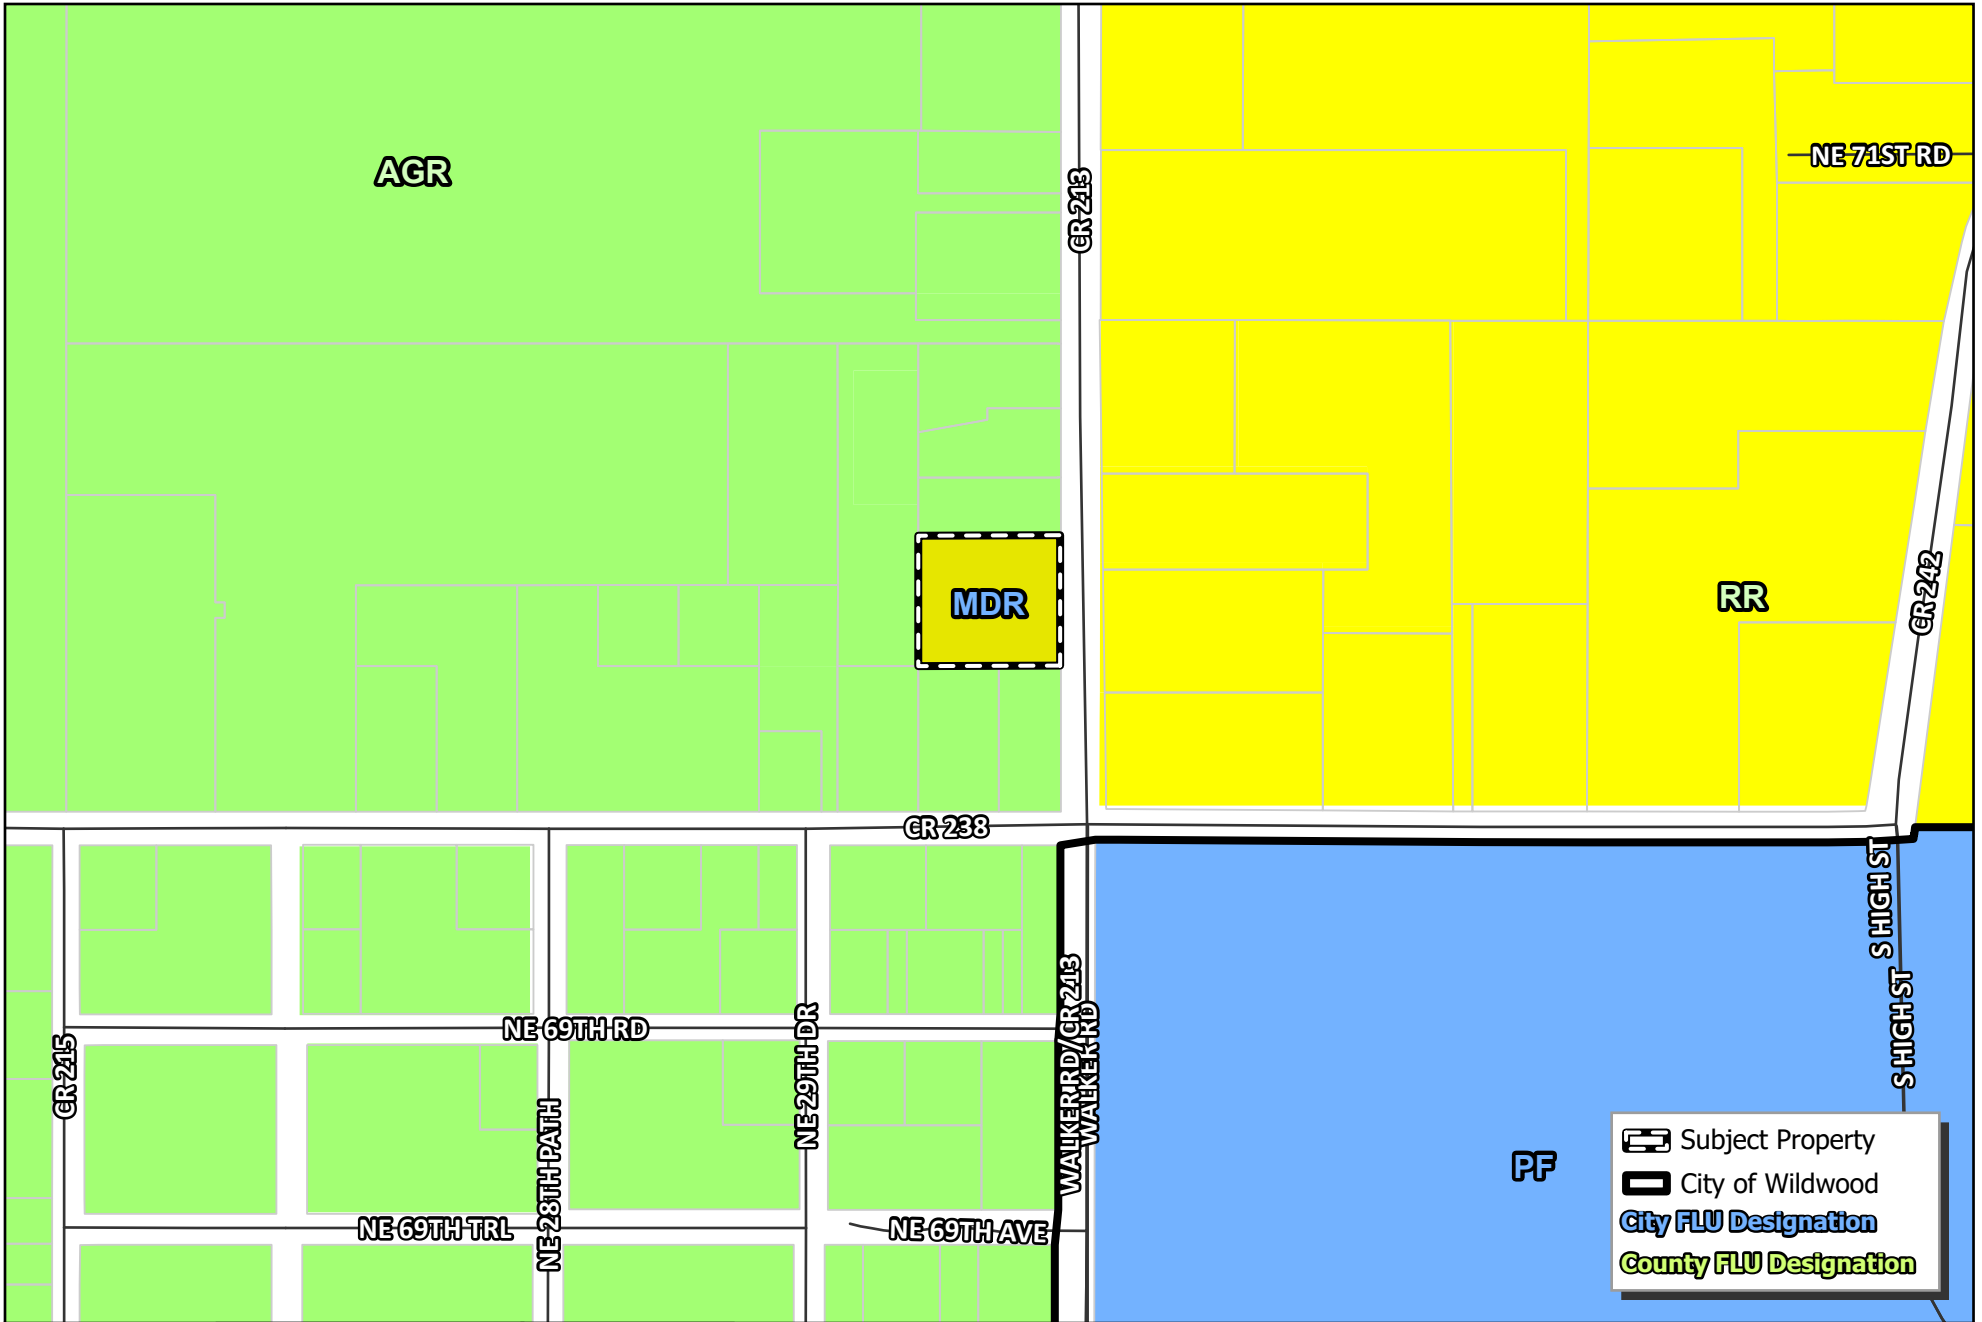 AGR
NE 71ST RD
CR 213
MDR
RR
CR 242
CR 238
S HIGH ST
S HIGH ST
WALKER RD/CR 213
WALKER RD
NE 69TH RD
NE 29TH DR
CR 215
NE 28TH PATH
NE 69TH TRL
NE 69TH AVE
PF
Subject Property
City of Wildwood
City FLU Designation
County FLU Designation